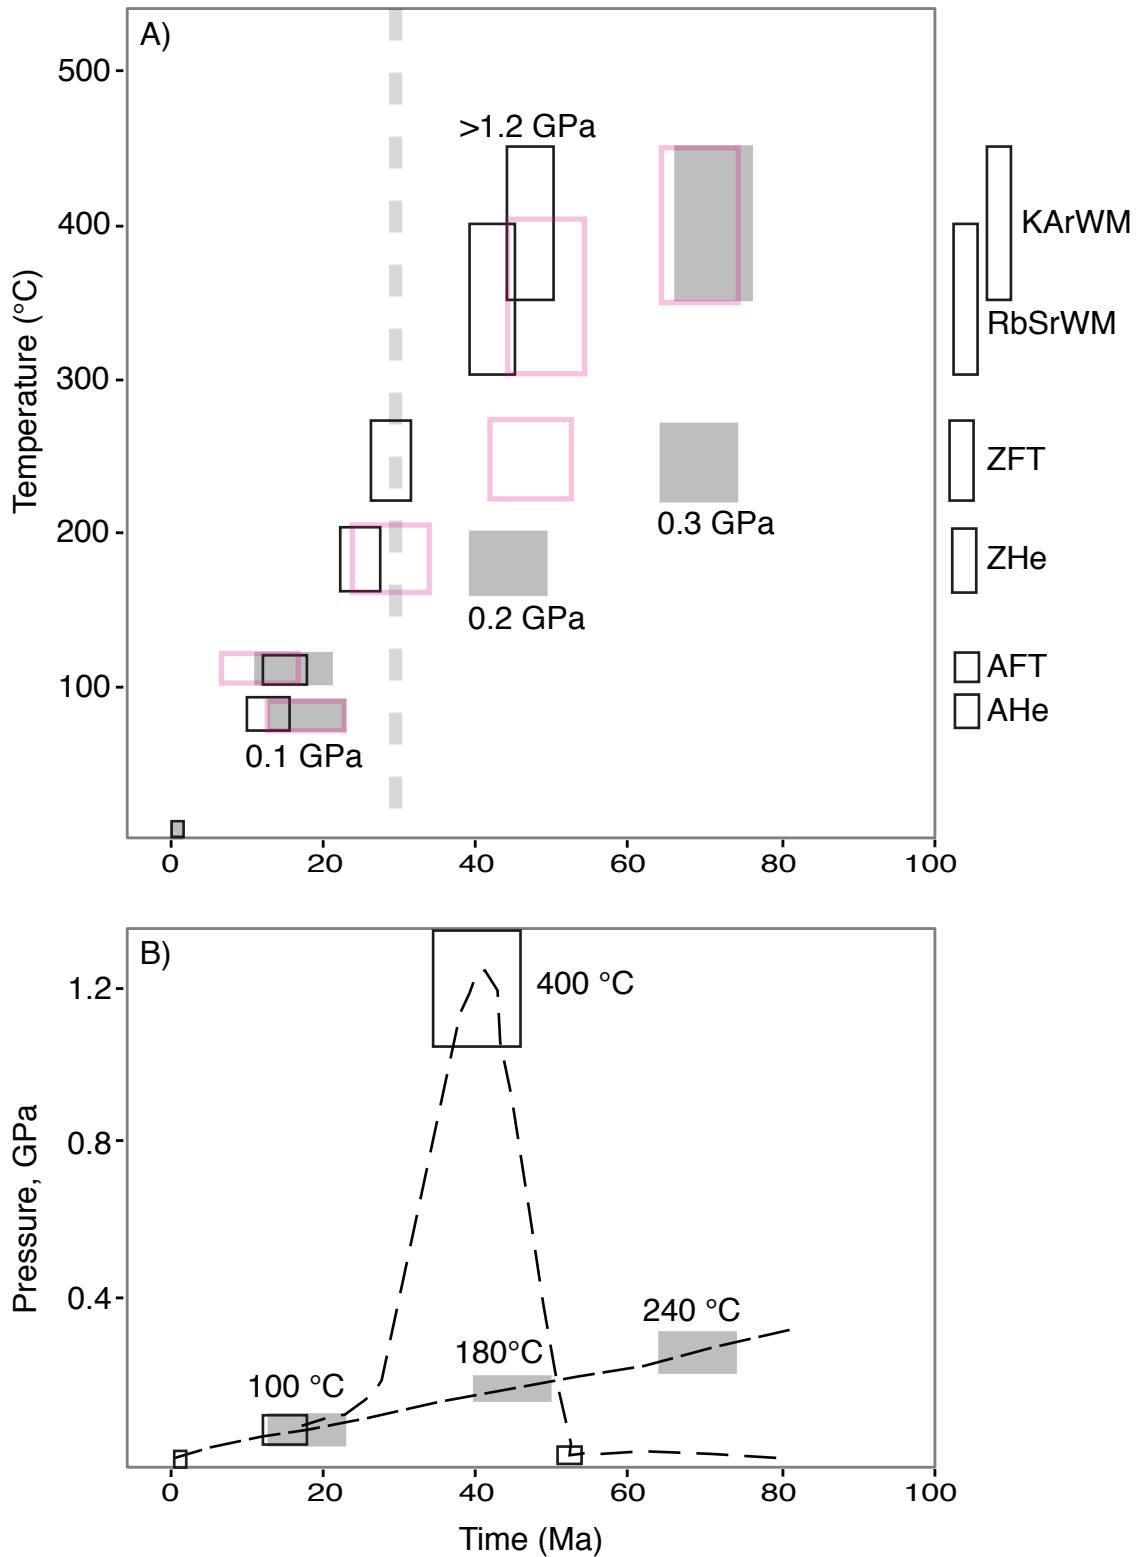 A)
500
400
300
200
100
Temperature (°C)
>1.2 GPa
0.3 GPa
0.2 GPa
0.1 GPa
KArWM
RbSrWM
ZFT
ZHe
AFT
AHe
0 20 40 60 80 100
B)
1.2
0.8
0.4
Pressure, GPa
400 °C
240 °C
180°C
100 °C
0 20 40 60 80 100
Time (Ma)